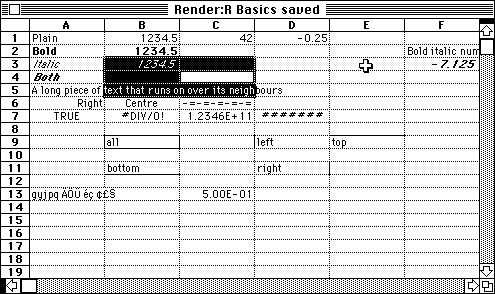 Render:R Basics saved
A B C D E F
1 Plain 1234.5 42 -0.25
2 Bold 1234.5 Bold italic num
3 Italic 1234.5 -7.125
4 Both
5 A long piece of text that runs on over its neighbours
6 Right Centre -=-=-=-=-=
7 TRUE #DIV/0! 1.2346E+11 #######
8
9 all left top
10
11 bottom right
12
13 gyjpq ÄÖÜ éç ¢£ß 5.00E-01
14
15
16
17
18
19